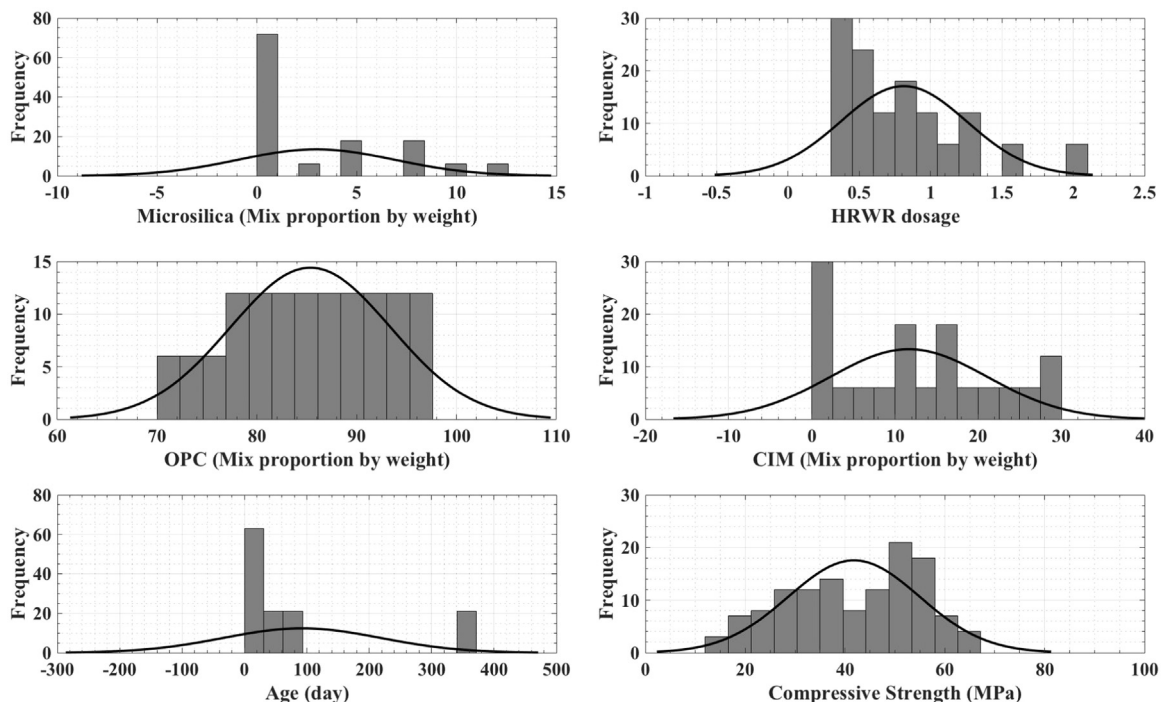 80
60
40
20
0
Frequency
-10 -5 0 5 10 15
Microsilica (Mix proportion by weight)
30
20
10
0
Frequency
-1 -0.5 0 0.5 1 1.5 2 2.5
HRWR dosage
15
10
5
0
Frequency
60 70 80 90 100 110
OPC (Mix proportion by weight)
30
20
10
0
Frequency
-20 -10 0 10 20 30 40
CIM (Mix proportion by weight)
80
60
40
20
0
Frequency
-300 -200 -100 0 100 200 300 400 500
Age (day)
30
20
10
0
Frequency
0 20 40 60 80 100
Compressive Strength (MPa)